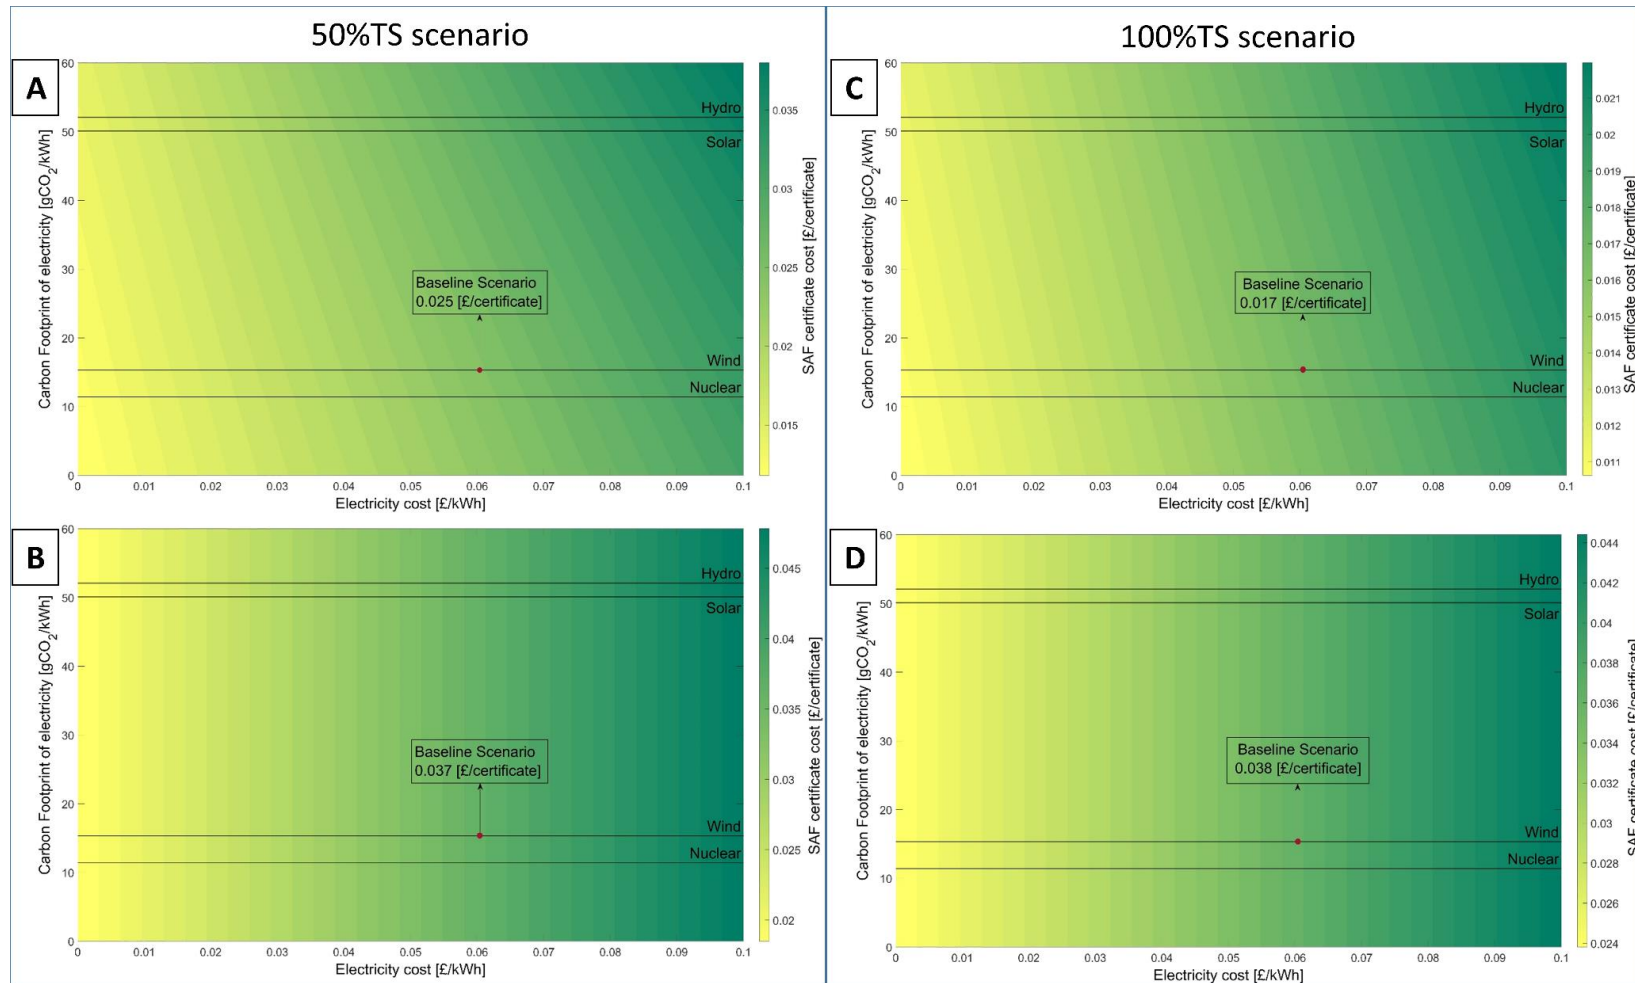 50%TS scenario
A
Carbon Footprint of electricity [gCO2/kWh]
60
50
40
30
20
10
0
Hydro
Solar
Baseline Scenario
0.025 [£/certificate]
Wind
Nuclear
0 0.01 0.02 0.03 0.04 0.05 0.06 0.07 0.08 0.09 0.1
Electricity cost [£/kWh]
0.035
0.03
0.025
0.02
0.015
SAF certificate cost [£/certificate]
B
Carbon Footprint of electricity [gCO2/kWh]
60
50
40
30
20
10
0
Hydro
Solar
Baseline Scenario
0.037 [£/certificate]
Wind
Nuclear
0 0.01 0.02 0.03 0.04 0.05 0.06 0.07 0.08 0.09 0.1
Electricity cost [£/kWh]
0.045
0.04
0.035
0.03
0.025
0.02
SAF certificate cost [£/certificate]
100%TS scenario
C
Carbon Footprint of electricity [gCO2/kWh]
60
50
40
30
20
10
0
Hydro
Solar
Baseline Scenario
0.017 [£/certificate]
Wind
Nuclear
0 0.01 0.02 0.03 0.04 0.05 0.06 0.07 0.08 0.09 0.1
Electricity cost [£/kWh]
0.021
0.02
0.019
0.018
0.017
0.016
0.015
0.014
0.013
0.012
0.011
SAF certificate cost [£/certificate]
D
Carbon Footprint of electricity [gCO2/kWh]
60
50
40
30
20
10
0
Hydro
Solar
Baseline Scenario
0.038 [£/certificate]
Wind
Nuclear
0 0.01 0.02 0.03 0.04 0.05 0.06 0.07 0.08 0.09 0.1
Electricity cost [£/kWh]
0.044
0.042
0.04
0.038
0.036
0.034
0.032
0.03
0.028
0.026
0.024
SAF certificate cost [£/certificate]